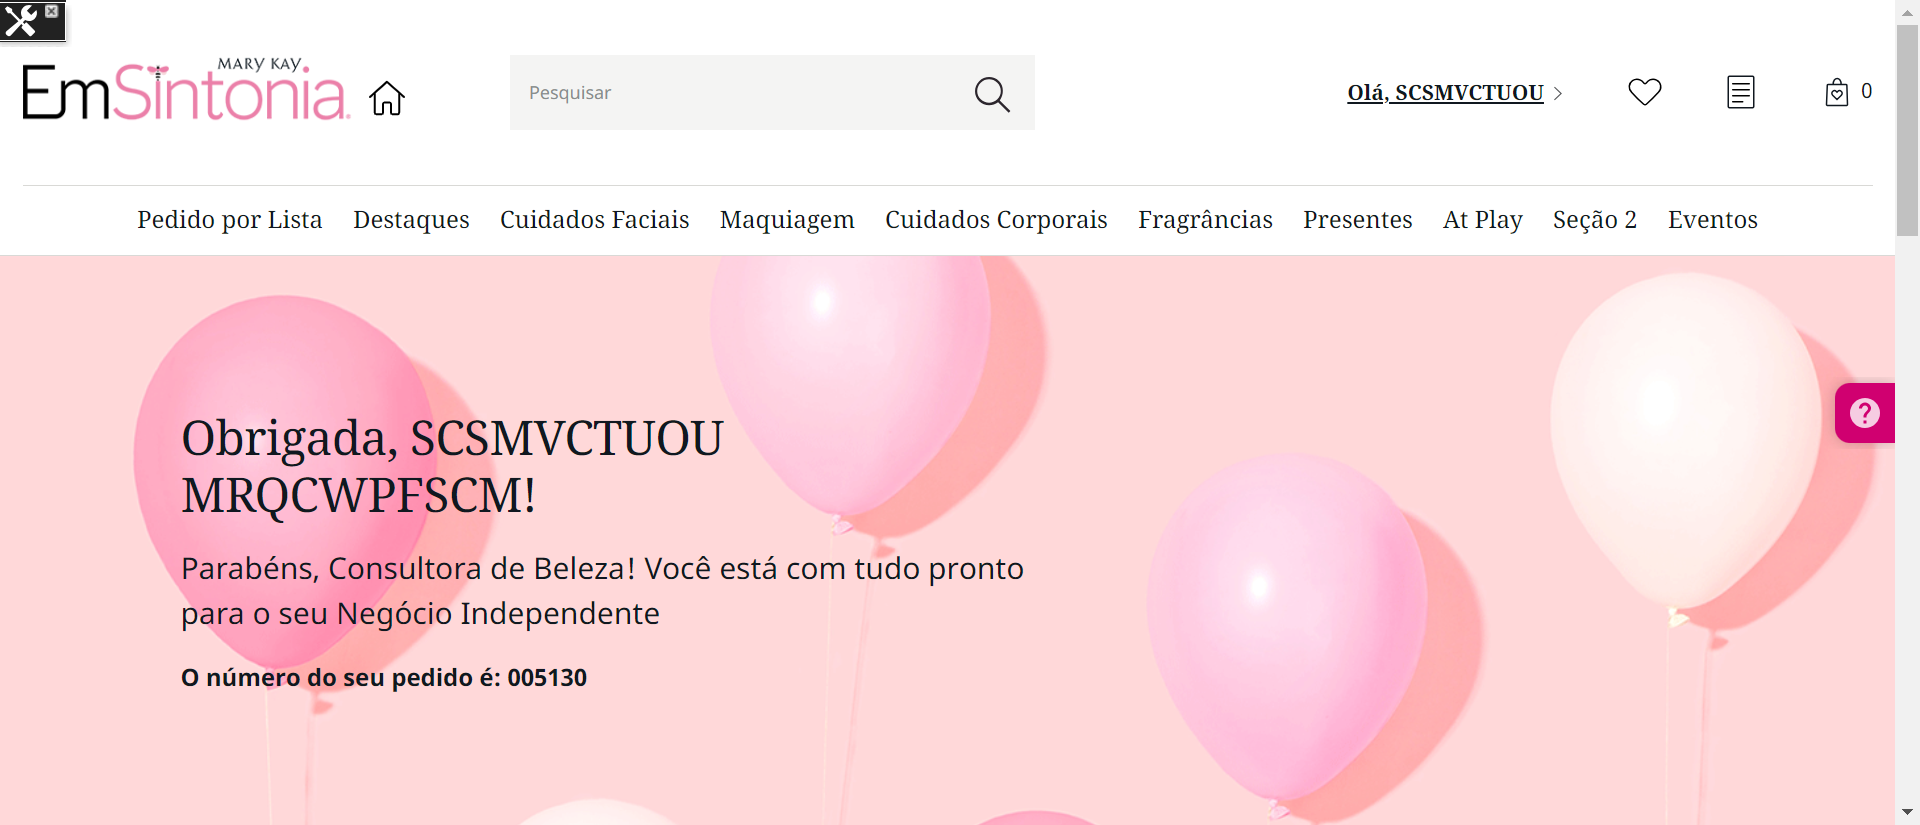 MARY KAY
EmSintonia.
Pesquisar
Olá, SCSMVCTUOU
0
Pedido por Lista Destaques Cuidados Faciais Maquiagem Cuidados Corporais Fragrâncias Presentes At Play Seção 2 Eventos
Obrigada, SCSMVCTUOU
MRQCWPFSCM!
Parabéns, Consultora de Beleza! Você está com tudo pronto
para o seu Negócio Independente
O número do seu pedido é: 005130
?